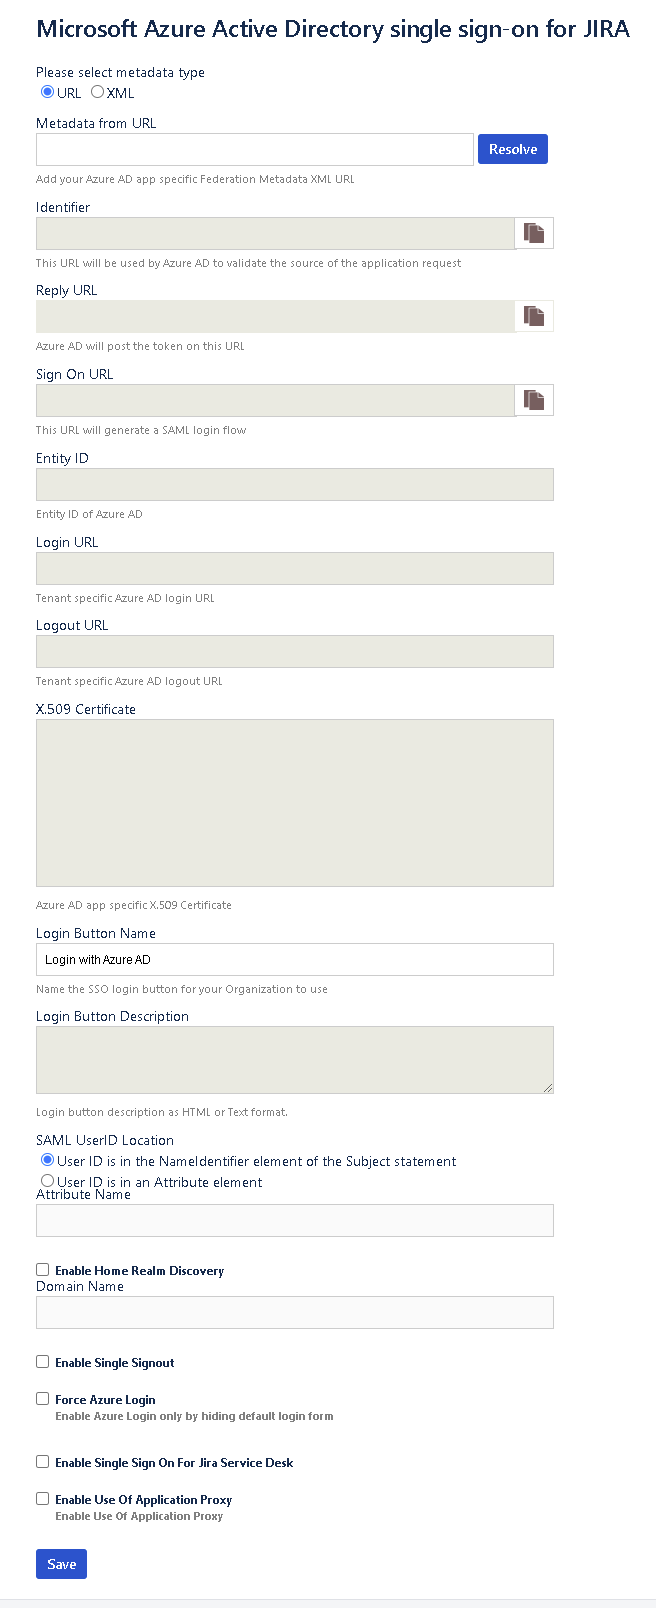 Microsoft Azure Active Directory single sign-on for JIRA
Please select metadata type
URL XML
Metadata from URL
Resolve
Add your Azure AD app specific Federation Metadata XML URL
Identifier
This URL will be used by Azure AD to validate the source of the application request
Reply URL
Azure AD will post the token on this URL
Sign On URL
This URL will generate a SAML login flow
Entity ID
Entity ID of Azure AD
Login URL
Tenant specific Azure AD login URL
Logout URL
Tenant specific Azure AD logout URL
X.509 Certificate
Azure AD app specific X.509 Certificate
Login Button Name
Login with Azure AD
Name the SSO login button for your Organization to use
Login Button Description
Login button description as HTML or Text format.
SAML UserID Location
User ID is in the NameIdentifier element of the Subject statement
User ID is in an Attribute element
Attribute Name
Enable Home Realm Discovery
Domain Name
Enable Single Signout
Force Azure Login
Enable Azure Login only by hiding default login form
Enable Single Sign On For Jira Service Desk
Enable Use Of Application Proxy
Enable Use Of Application Proxy
Save